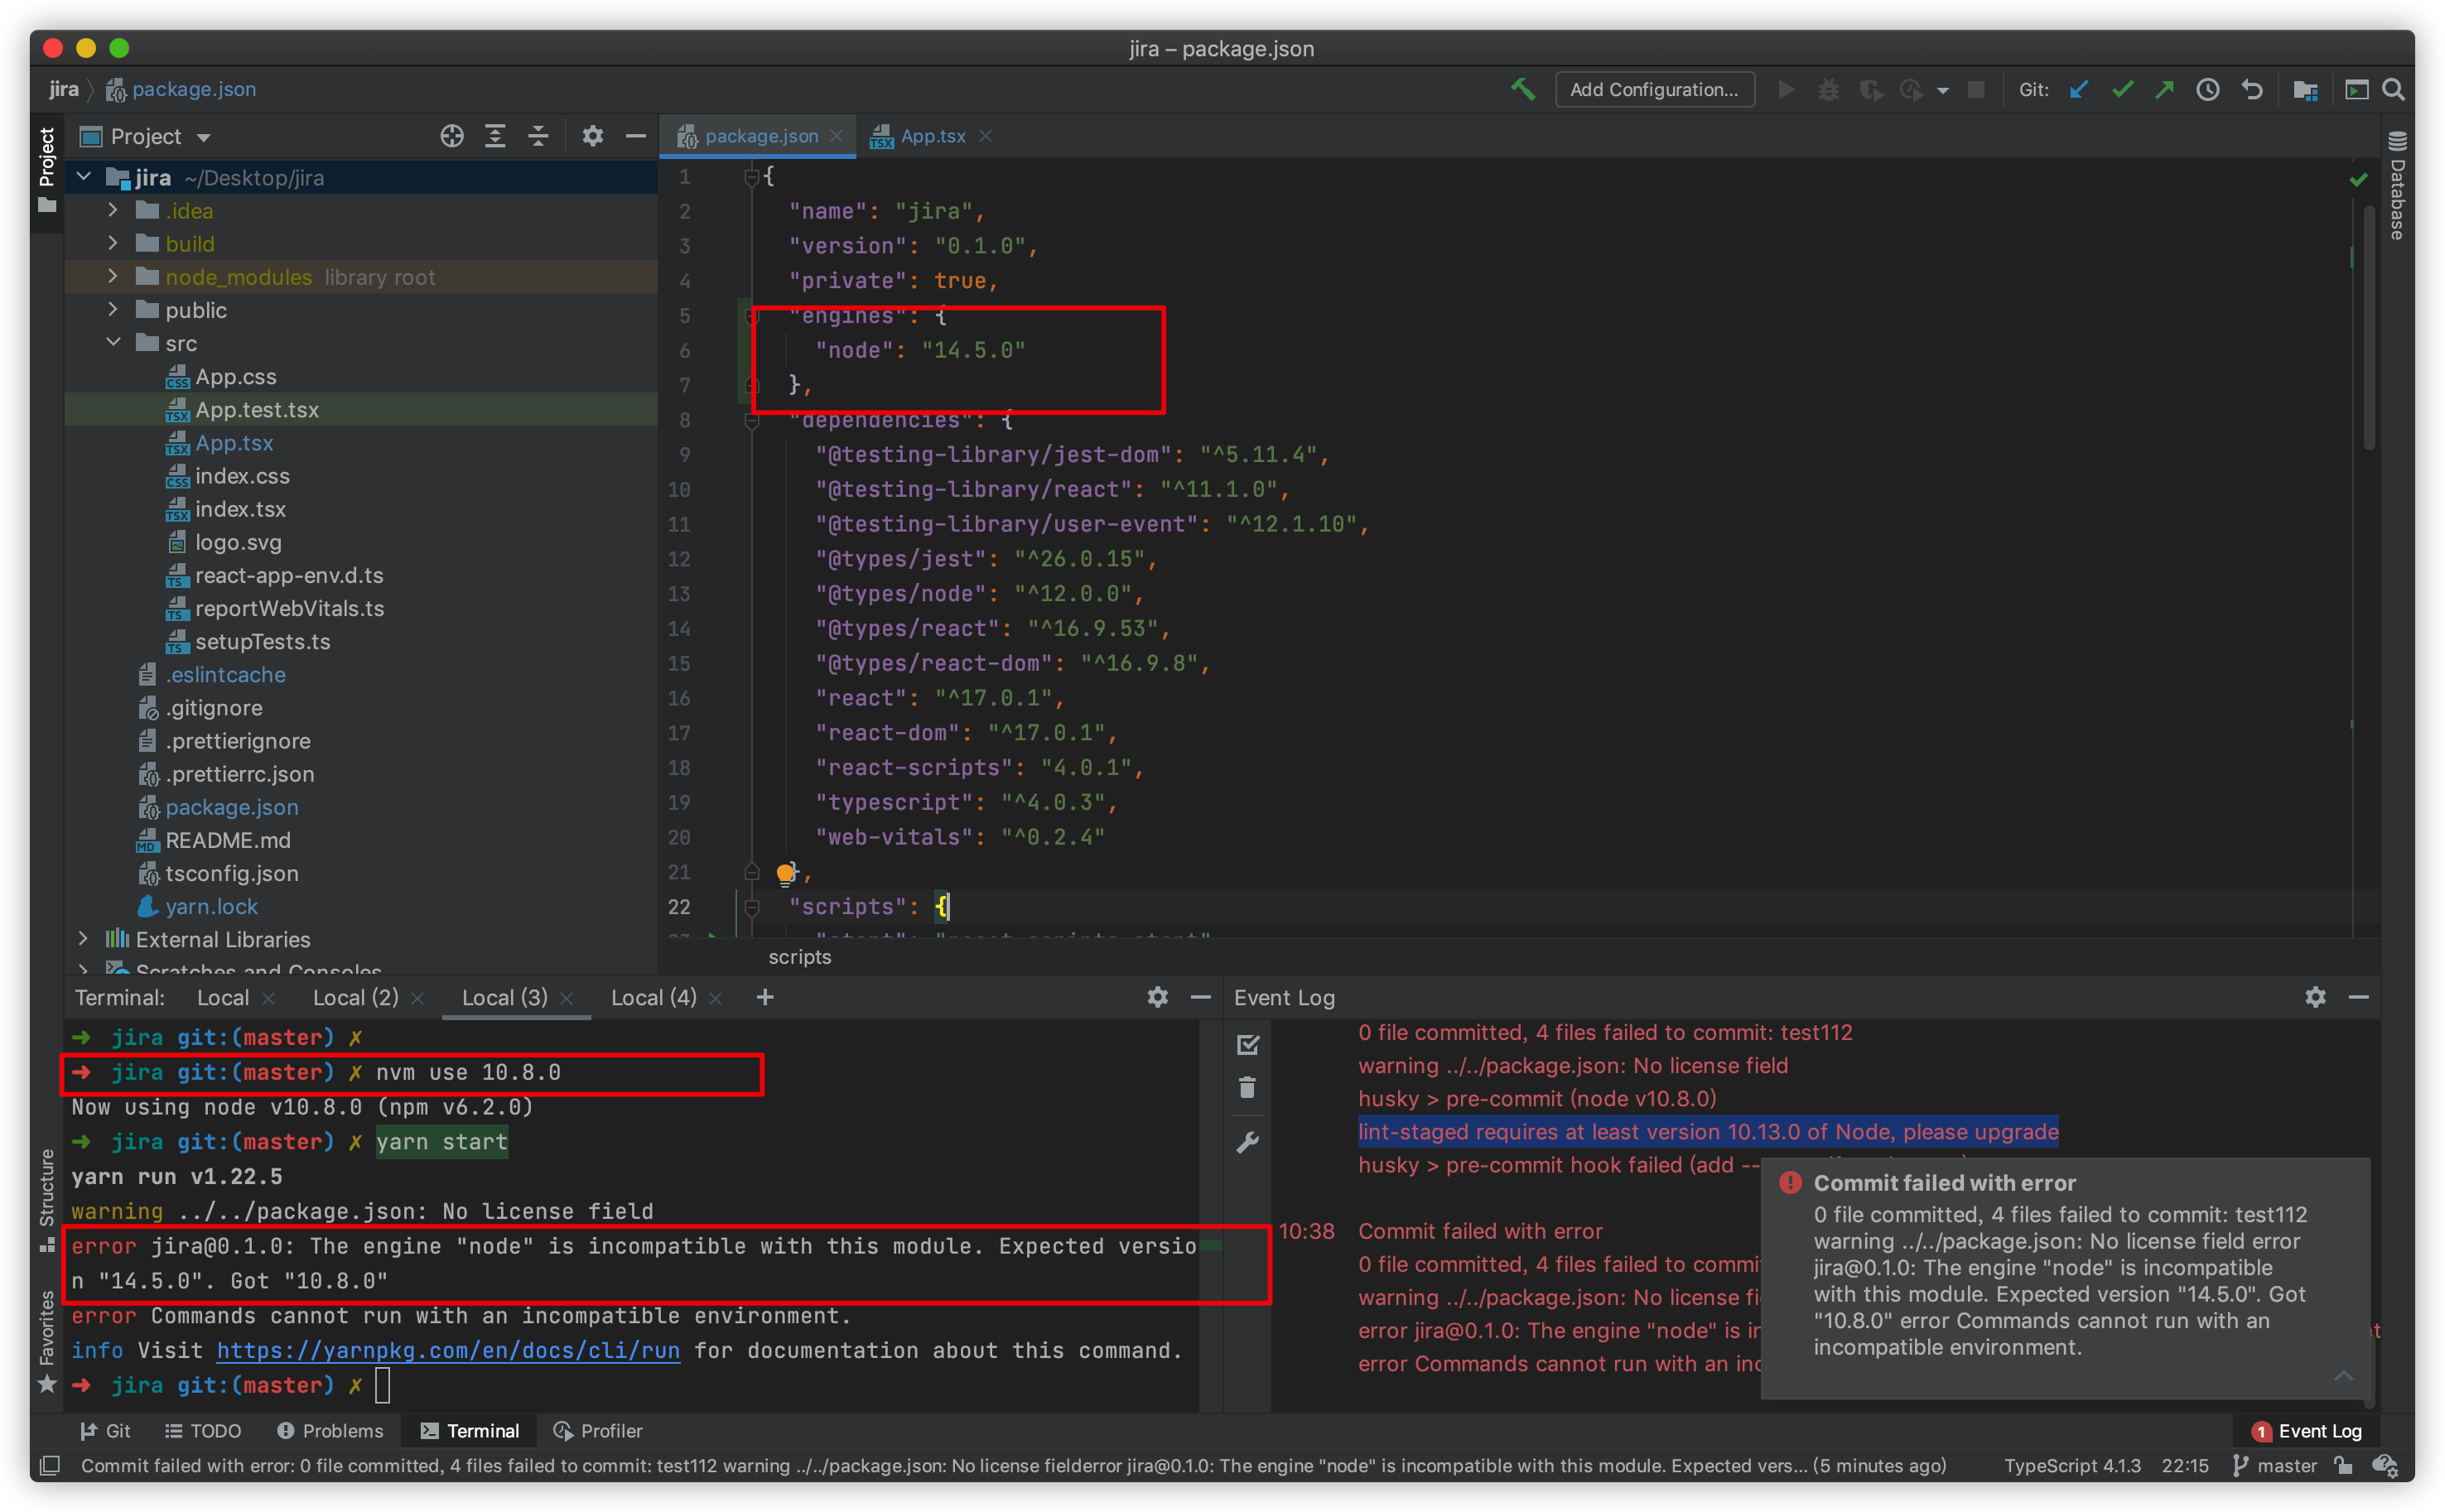 jira – package.json
jira
package.json
Add Configuration...
Git:
Project
Project
package.json
App.tsx
Database
jira ~/Desktop/jira
.idea
build
node_modules library root
public
src
App.css
App.test.tsx
App.tsx
index.css
index.tsx
logo.svg
react-app-env.d.ts
reportWebVitals.ts
setupTests.ts
.eslintcache
.gitignore
.prettierignore
.prettierrc.json
package.json
README.md
tsconfig.json
yarn.lock
External Libraries
Scratches and Consoles
1 {
2 "name": "jira",
3 "version": "0.1.0",
4 "private": true,
5 "engines": {
6 "node": "14.5.0"
7 },
8 "dependencies": {
9 "@testing-library/jest-dom": "^5.11.4",
10 "@testing-library/react": "^11.1.0",
11 "@testing-library/user-event": "^12.1.10",
12 "@types/jest": "^26.0.15",
13 "@types/node": "^12.0.0",
14 "@types/react": "^16.9.53",
15 "@types/react-dom": "^16.9.8",
16 "react": "^17.0.1",
17 "react-dom": "^17.0.1",
18 "react-scripts": "4.0.1",
19 "typescript": "^4.0.3",
20 "web-vitals": "^0.2.4"
21 },
22 "scripts": {
scripts
Terminal: Local Local (2) Local (3) Local (4) +
➜ jira git:(master) ✗
➜ jira git:(master) ✗ nvm use 10.8.0
Now using node v10.8.0 (npm v6.2.0)
➜ jira git:(master) ✗ yarn start
yarn run v1.22.5
warning ../../package.json: No license field
error jira@0.1.0: The engine "node" is incompatible with this module. Expected versio
n "14.5.0". Got "10.8.0"
error Commands cannot run with an incompatible environment.
info Visit https://yarnpkg.com/en/docs/cli/run for documentation about this command.
➜ jira git:(master) ✗
Event Log
0 file committed, 4 files failed to commit: test112
warning ../../package.json: No license field
husky > pre-commit (node v10.8.0)
lint-staged requires at least version 10.13.0 of Node, please upgrade
husky > pre-commit hook failed (add --
10:38 Commit failed with error
0 file committed, 4 files failed to commi
warning ../../package.json: No license fi
error jira@0.1.0: The engine "node" is i
error Commands cannot run with an inc
Commit failed with error
0 file committed, 4 files failed to commit: test112
warning ../../package.json: No license field error
jira@0.1.0: The engine "node" is incompatible
with this module. Expected version "14.5.0". Got
"10.8.0" error Commands cannot run with an
incompatible environment.
Structure
Favorites
Git
TODO
Problems
Terminal
Profiler
1 Event Log
Commit failed with error: 0 file committed, 4 files failed to commit: test112 warning ../../package.json: No license fielderror jira@0.1.0: The engine "node" is incompatible with this module. Expected vers... (5 minutes ago)
TypeScript 4.1.3 22:15 master